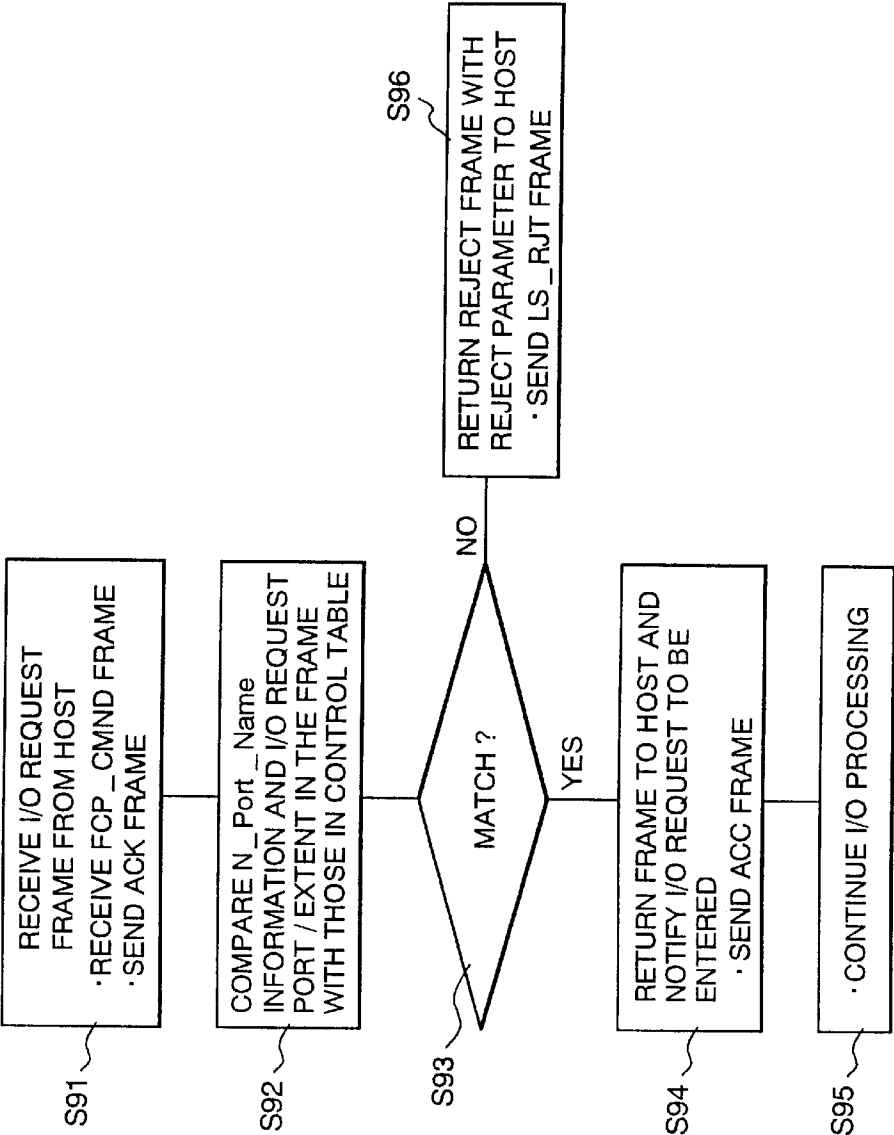 S91
RECEIVE I/O REQUEST
FRAME FROM HOST
·RECEIVE FCP_CMND FRAME
·SEND ACK FRAME
S92
COMPARE N_Port_Name
INFORMATION AND I/O REQUEST
PORT / EXTENT IN THE FRAME
WITH THOSE IN CONTROL TABLE
S93
MATCH ?
NO
YES
S96
RETURN REJECT FRAME WITH
REJECT PARAMETER TO HOST
·SEND LS_RJT FRAME
S94
RETURN FRAME TO HOST AND
NOTIFY I/O REQUEST TO BE
ENTERED
·SEND ACC FRAME
S95
·CONTINUE I/O PROCESSING